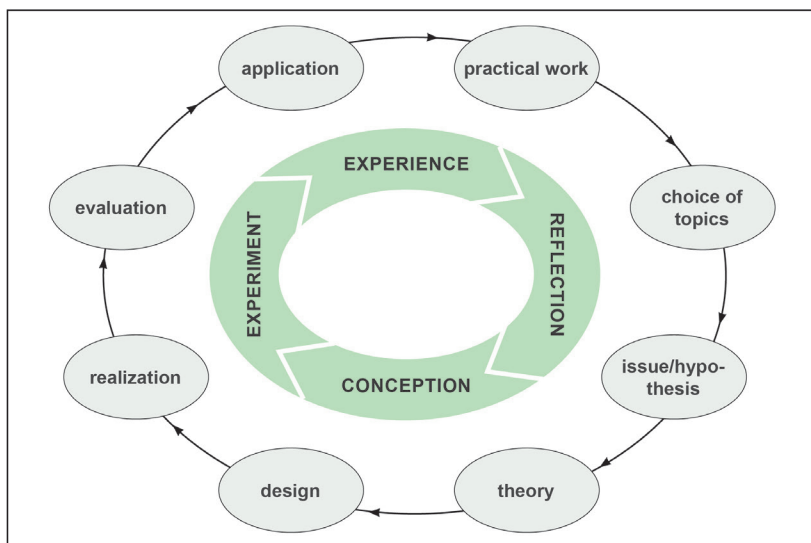 application
practical work
evaluation
EXPERIENCE
choice of
topics
EXPERIMENT
REFLECTION
realization
CONCEPTION
issue/hypo-
thesis
design
theory